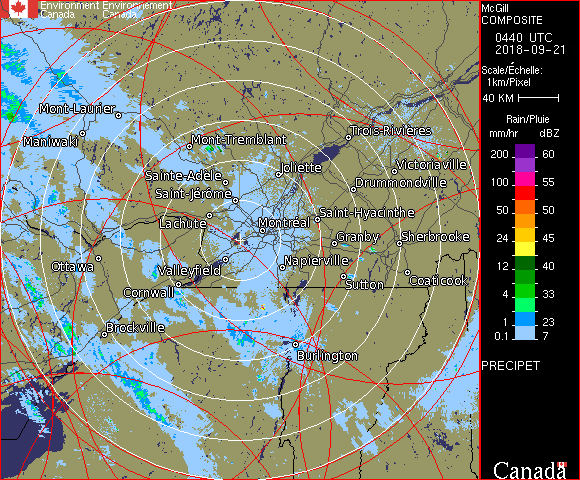 Environment Environnement
Canada Canada
Mont-Laurier
Maniwaki
Mont-Tremblant
Trois-Rivières
Sainte-Adèle
Joliette
Victoriaville
Saint-Jérôme
Drummondville
Lachute
Montréal
Saint-Hyacinthe
Granby
Sherbrooke
Ottawa
Valleyfield
Napierville
Cornwall
Sutton
Coaticook
Brockville
Burlington
McGill
COMPOSITE
0440 UTC
2018-09-21
Scale/Échelle:
1km/Pixel
40 KM
Rain/Pluie
mm/hr dBZ
200 60
100 55
50 50
24 45
12 40
4 33
1 23
0.1 7
PRECIPET
Canada